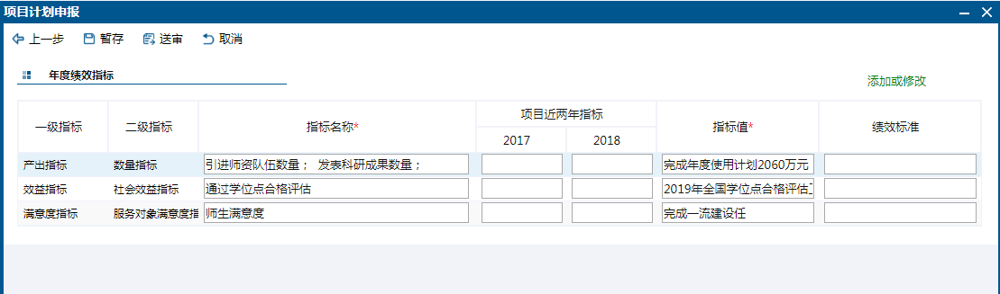 项目计划申报
上一步 暂存 送审 取消
年度绩效指标
添加或修改
一级指标 二级指标 指标名称* 项目近两年指标 指标值* 绩效标准
2017 2018
产出指标 数量指标 引进师资队伍数量； 发表科研成果数量； 完成年度使用计划2060万元
效益指标 社会效益指标 通过学位点合格评估 2019年全国学位点合格评估
满意度指标 服务对象满意度指 师生满意度 完成一流建设任